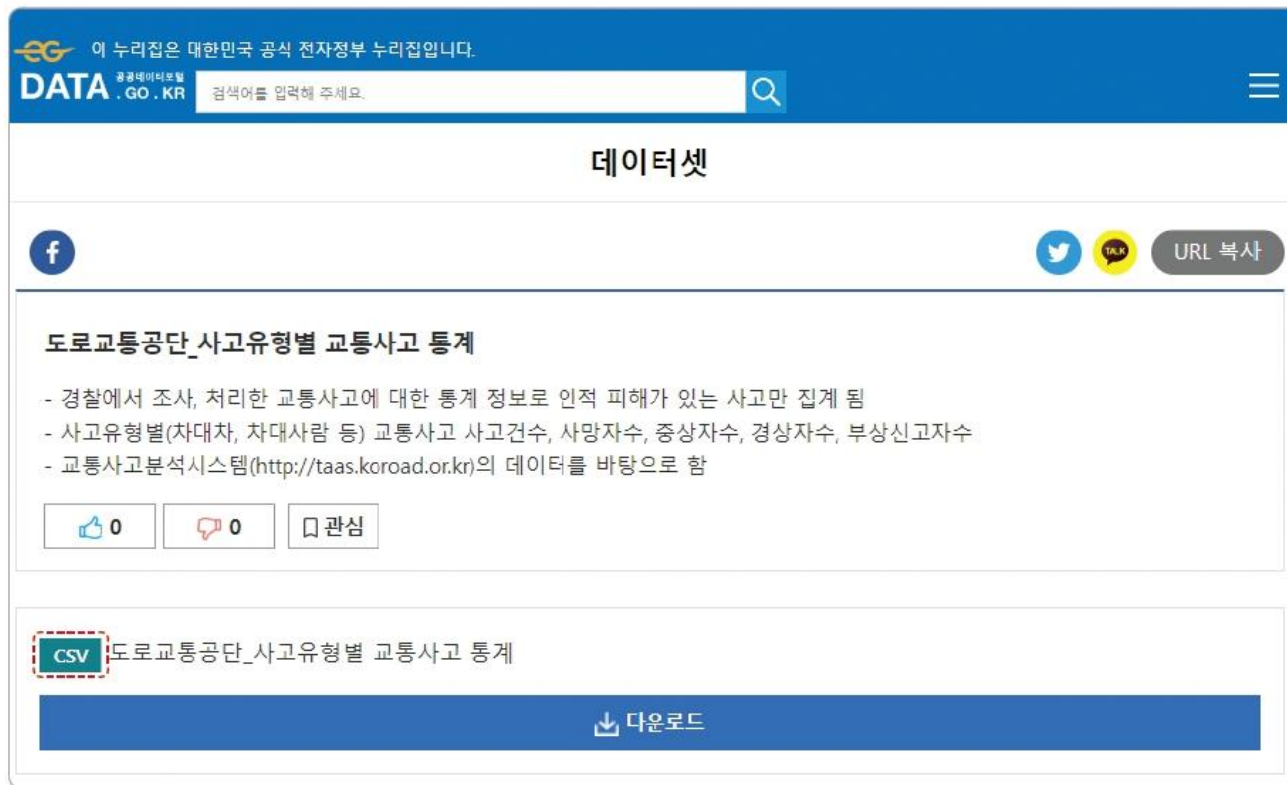 이 누리집은 대한민국 공식 전자정부 누리집입니다.
DATA 공공데이터포털 .GO.KR
검색어를 입력해 주세요.
데이터셋
f
TALK
URL 복사
도로교통공단_사고유형별 교통사고 통계
- 경찰에서 조사, 처리한 교통사고에 대한 통계 정보로 인적 피해가 있는 사고만 집계 됨
- 사고유형별(차대차, 차대사람 등) 교통사고 사고건수, 사망자수, 중상자수, 경상자수, 부상신고자수
- 교통사고분석시스템(http://taas.koroad.or.kr)의 데이터를 바탕으로 함
0 0 관심
CSV 도로교통공단_사고유형별 교통사고 통계
다운로드